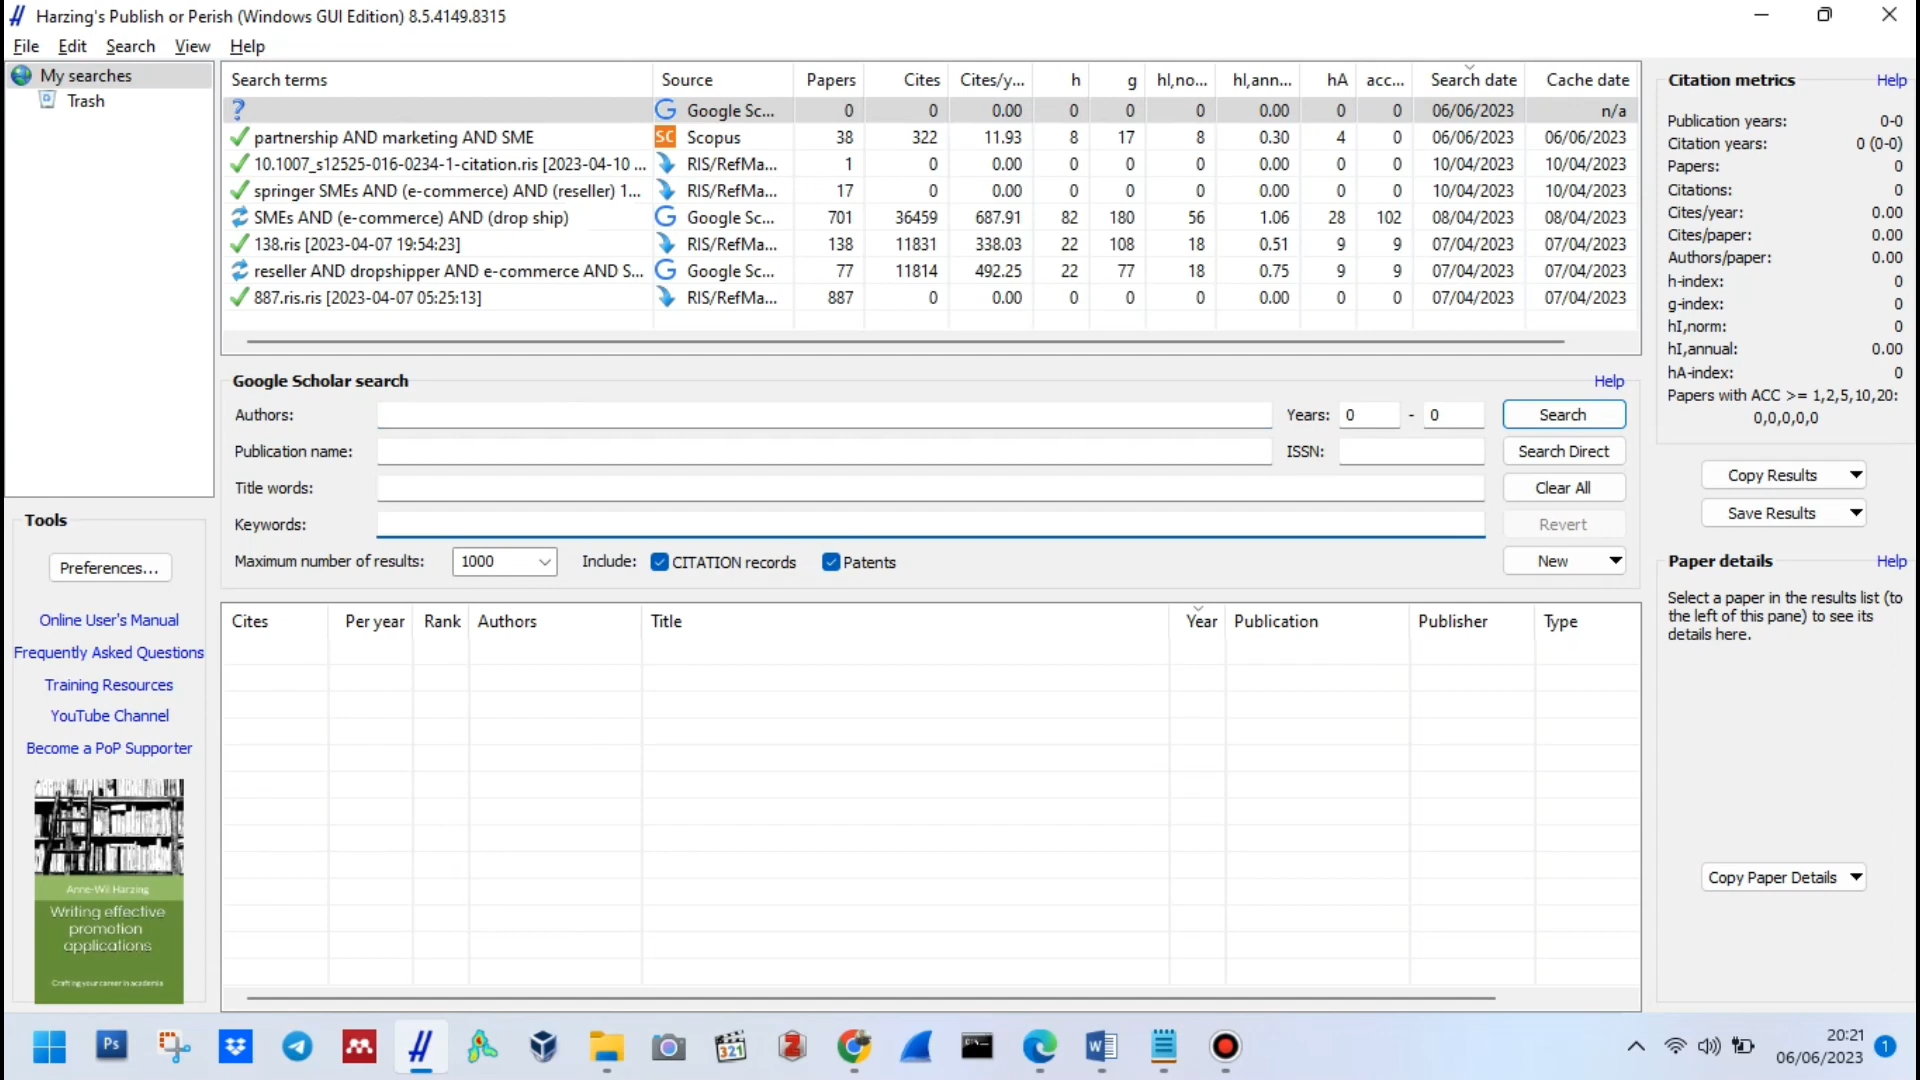 Harzing's Publish or Perish (Windows GUI Edition) 8.5.4149.8315
File Edit Search View Help
My searches
Trash
Search terms Source Papers Cites Cites/y... h g hI,no... hI,ann... hA acc... Search date Cache date
? Google Sc... 0 0 0.00 0 0 0 0.00 0 0 06/06/2023 n/a
partnership AND marketing AND SME SC Scopus 38 322 11.93 8 17 8 0.30 4 0 06/06/2023 06/06/2023
10.1007_s12525-016-0234-1-citation.ris [2023-04-10 ... RIS/RefMa... 1 0 0.00 0 0 0 0.00 0 0 10/04/2023 10/04/2023
springer SMEs AND (e-commerce) AND (reseller) 1... RIS/RefMa... 17 0 0.00 0 0 0 0.00 0 0 10/04/2023 10/04/2023
SMEs AND (e-commerce) AND (drop ship) Google Sc... 701 36459 687.91 82 180 56 1.06 28 102 08/04/2023 08/04/2023
138.ris [2023-04-07 19:54:23] RIS/RefMa... 138 11831 338.03 22 108 18 0.51 9 9 07/04/2023 07/04/2023
reseller AND dropshipper AND e-commerce AND S... Google Sc... 77 11814 492.25 22 77 18 0.75 9 9 07/04/2023 07/04/2023
887.ris.ris [2023-04-07 05:25:13] RIS/RefMa... 887 0 0.00 0 0 0 0.00 0 0 07/04/2023 07/04/2023
Google Scholar search Help
Authors: Years: 0 - 0 Search
Publication name: ISSN: Search Direct
Title words: Clear All
Keywords: Revert
Maximum number of results: 1000 Include: CITATION records Patents New
Cites Per year Rank Authors Title Year Publication Publisher Type
Citation metrics Help
Publication years: 0-0
Citation years: 0 (0-0)
Papers: 0
Citations: 0
Cites/year: 0.00
Cites/paper: 0.00
Authors/paper: 0.00
h-index: 0
g-index: 0
hI,norm: 0
hI,annual: 0.00
hA-index: 0
Papers with ACC >= 1,2,5,10,20:
0,0,0,0,0
Copy Results
Save Results
Paper details Help
Select a paper in the results list (to
the left of this pane) to see its
details here.
Copy Paper Details
Tools
Preferences...
Online User's Manual
Frequently Asked Questions
Training Resources
YouTube Channel
Become a PoP Supporter
Anne-Wil Harzing
Writing effective
promotion
applications
Crafting your career in academia
Ps
321
20:21
06/06/2023
1